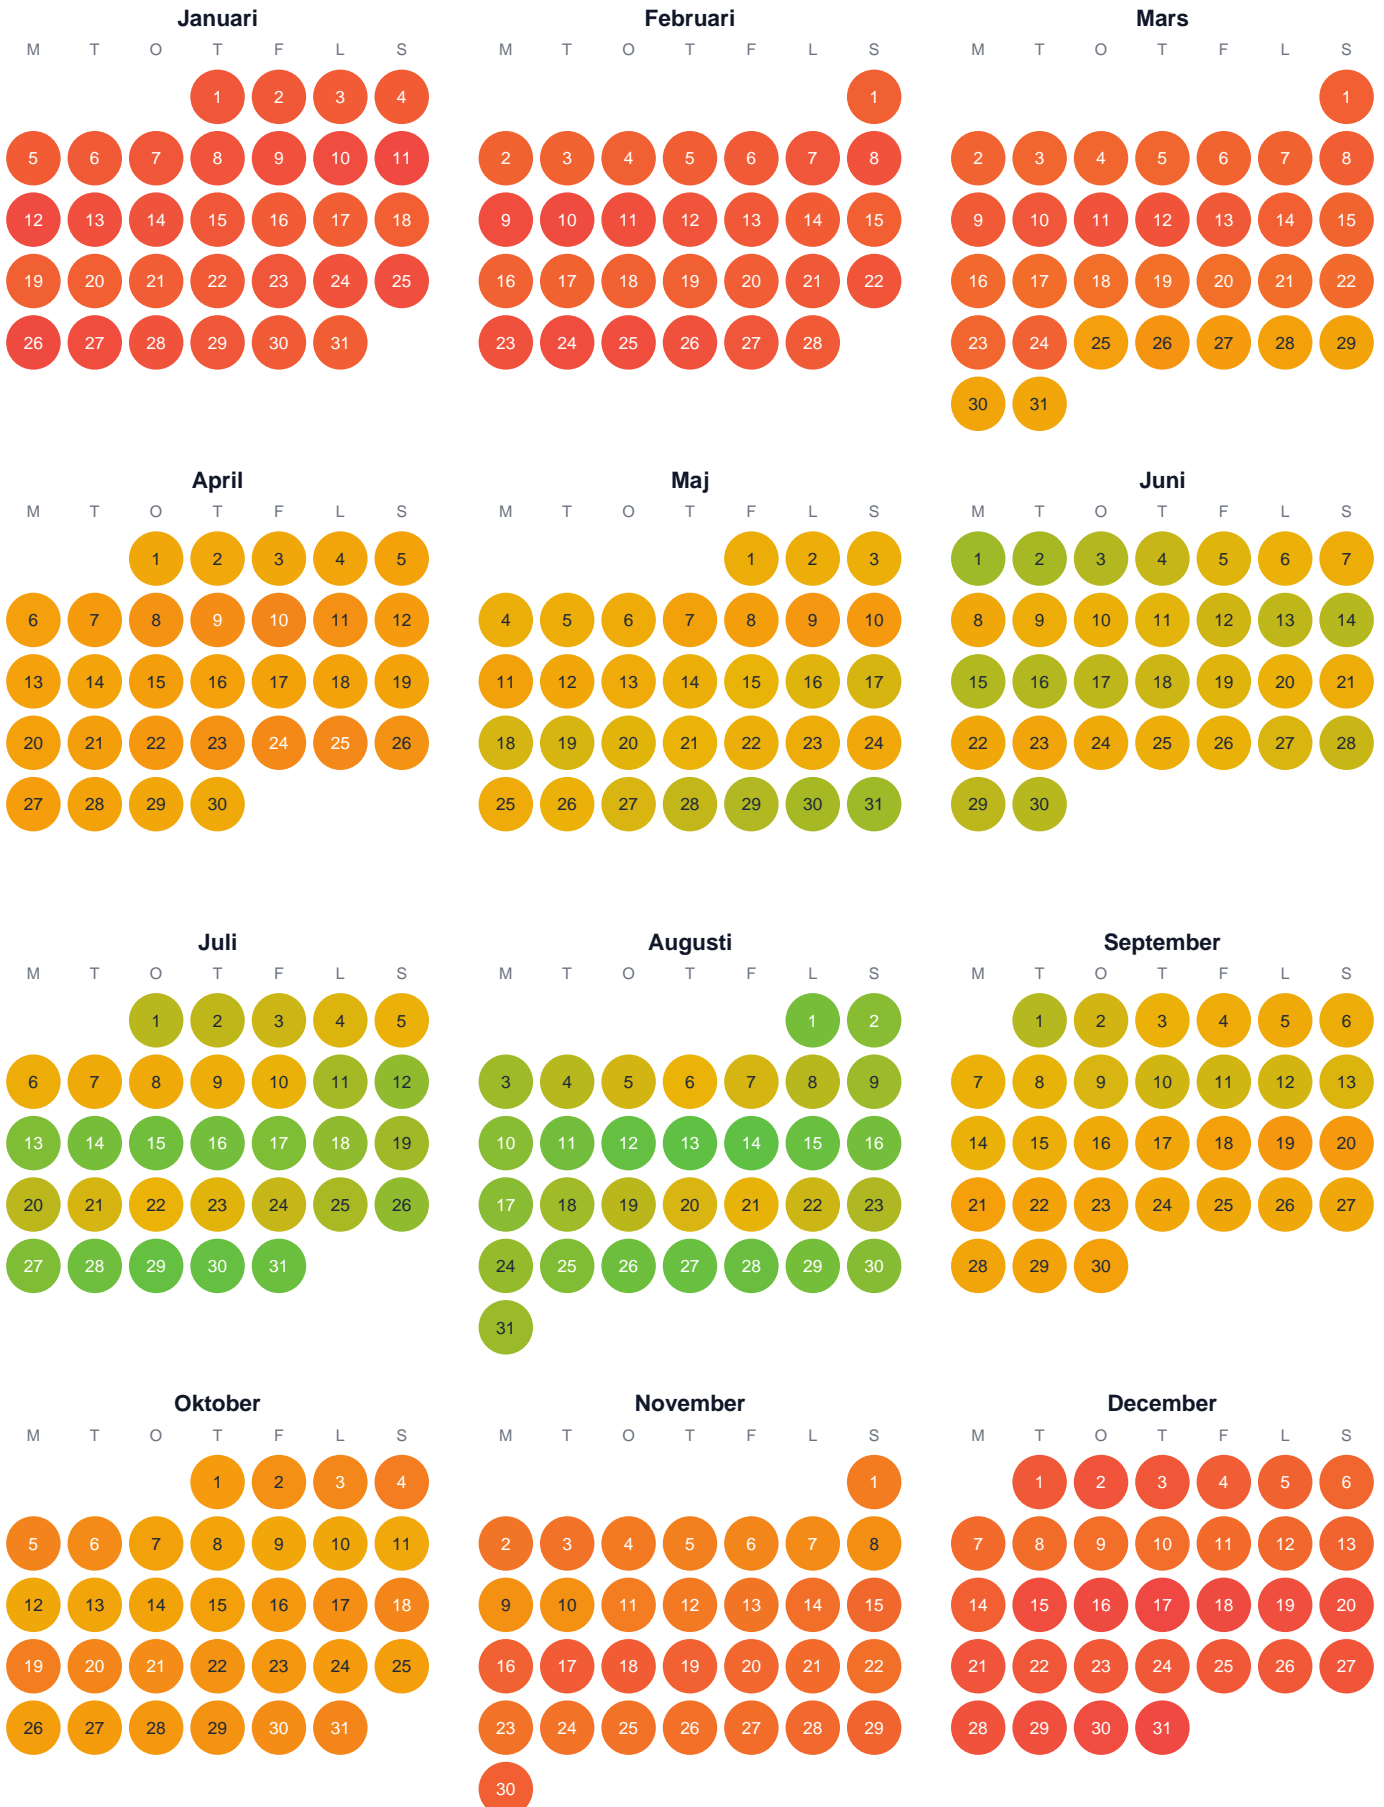 Januari Februari Mars
M T O T F L S M T O T F L S M T O T F L S
1 2 3 4 1 1
5 6 7 8 9 10 11 2 3 4 5 6 7 8 2 3 4 5 6 7 8
12 13 14 15 16 17 18 9 10 11 12 13 14 15 9 10 11 12 13 14 15
19 20 21 22 23 24 25 16 17 18 19 20 21 22 16 17 18 19 20 21 22
26 27 28 29 30 31 23 24 25 26 27 28 23 24 25 26 27 28 29
30 31
April Maj Juni
M T O T F L S M T O T F L S M T O T F L S
1 2 3 4 5 1 2 3 1 2 3 4 5 6 7
6 7 8 9 10 11 12 4 5 6 7 8 9 10 8 9 10 11 12 13 14
13 14 15 16 17 18 19 11 12 13 14 15 16 17 15 16 17 18 19 20 21
20 21 22 23 24 25 26 18 19 20 21 22 23 24 22 23 24 25 26 27 28
27 28 29 30 25 26 27 28 29 30 31 29 30
Juli Augusti September
M T O T F L S M T O T F L S M T O T F L S
1 2 3 4 5 1 2 1 2 3 4 5 6
6 7 8 9 10 11 12 3 4 5 6 7 8 9 7 8 9 10 11 12 13
13 14 15 16 17 18 19 10 11 12 13 14 15 16 14 15 16 17 18 19 20
20 21 22 23 24 25 26 17 18 19 20 21 22 23 21 22 23 24 25 26 27
27 28 29 30 31 24 25 26 27 28 29 30 28 29 30
31
Oktober November December
M T O T F L S M T O T F L S M T O T F L S
1 2 3 4 1 1 2 3 4 5 6
5 6 7 8 9 10 11 2 3 4 5 6 7 8 7 8 9 10 11 12 13
12 13 14 15 16 17 18 9 10 11 12 13 14 15 14 15 16 17 18 19 20
19 20 21 22 23 24 25 16 17 18 19 20 21 22 21 22 23 24 25 26 27
26 27 28 29 30 31 23 24 25 26 27 28 29 28 29 30 31
30